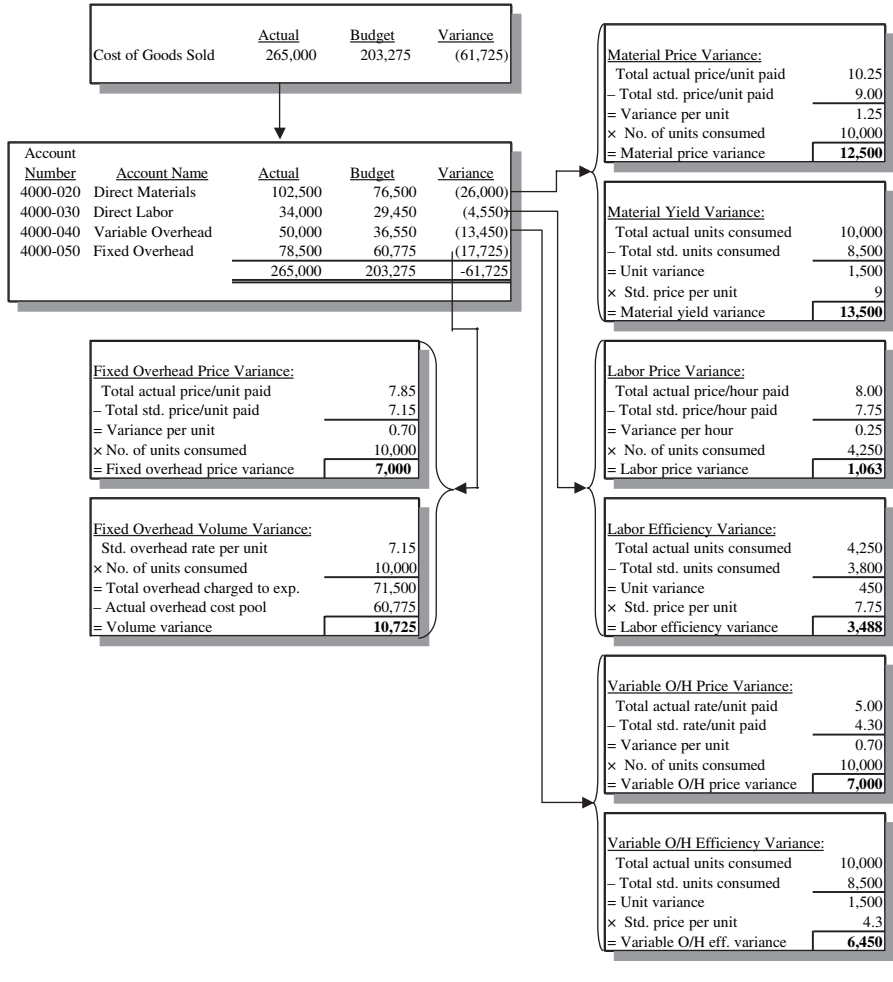 Actual Budget Variance
Cost of Goods Sold 265,000 203,275 (61,725)
Account
Number Account Name Actual Budget Variance
4000-020 Direct Materials 102,500 76,500 (26,000)
4000-030 Direct Labor 34,000 29,450 (4,550)
4000-040 Variable Overhead 50,000 36,550 (13,450)
4000-050 Fixed Overhead 78,500 60,775 (17,725)
265,000 203,275 -61,725
Fixed Overhead Price Variance:
Total actual price/unit paid 7.85
– Total std. price/unit paid 7.15
= Variance per unit 0.70
× No. of units consumed 10,000
= Fixed overhead price variance 7,000
Fixed Overhead Volume Variance:
Std. overhead rate per unit 7.15
× No. of units consumed 10,000
= Total overhead charged to exp. 71,500
– Actual overhead cost pool 60,775
= Volume variance 10,725
Material Price Variance:
Total actual price/unit paid 10.25
– Total std. price/unit paid 9.00
= Variance per unit 1.25
× No. of units consumed 10,000
= Material price variance 12,500
Material Yield Variance:
Total actual units consumed 10,000
– Total std. units consumed 8,500
= Unit variance 1,500
× Std. price per unit 9
= Material yield variance 13,500
Labor Price Variance:
Total actual price/hour paid 8.00
– Total std. price/hour paid 7.75
= Variance per hour 0.25
× No. of units consumed 4,250
= Labor price variance 1,063
Labor Efficiency Variance:
Total actual units consumed 4,250
– Total std. units consumed 3,800
= Unit variance 450
× Std. price per unit 7.75
= Labor efficiency variance 3,488
Variable O/H Price Variance:
Total actual rate/unit paid 5.00
– Total std. rate/unit paid 4.30
= Variance per unit 0.70
× No. of units consumed 10,000
= Variable O/H price variance 7,000
Variable O/H Efficiency Variance:
Total actual units consumed 10,000
– Total std. units consumed 8,500
= Unit variance 1,500
× Std. price per unit 4.3
= Variable O/H eff. variance 6,450